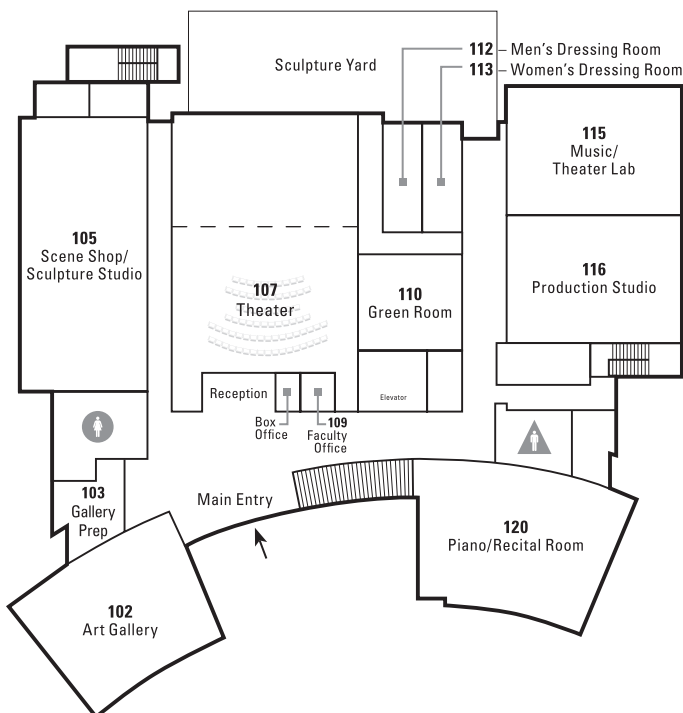 Sculpture Yard
112 – Men's Dressing Room
113 – Women's Dressing Room
115
Music/
Theater Lab
105
Scene Shop/
Sculpture Studio
107
Theater
110
Green Room
116
Production Studio
Reception
Elevator
Box
Office
109
Faculty
Office
103
Gallery
Prep
Main Entry
120
Piano/Recital Room
102
Art Gallery